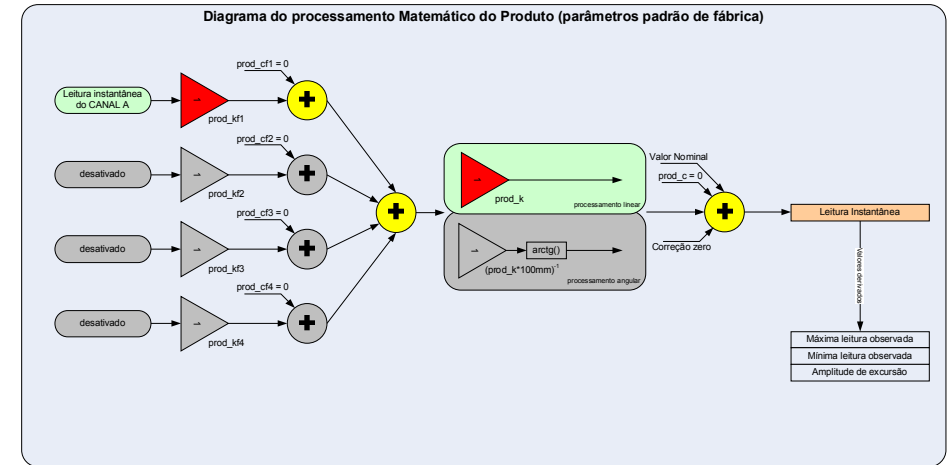 Diagrama do processamento Matemático do Produto (parâmetros padrão de fábrica)
prod_cf1 = 0
Leitura instantânea
do CANAL A
prod_kf1
prod_cf2 = 0
desativado
prod_kf2
prod_cf3 = 0
desativado
prod_kf3
prod_cf4 = 0
desativado
prod_kf4
prod_k
processamento linear
arctg()
(prod_k*100mm)⁻¹
processamento angular
Valor Nominal
prod_c = 0
Correção zero
Leitura Instantânea
Valores derivados
Máxima leitura observada
Mínima leitura observada
Amplitude de excursão